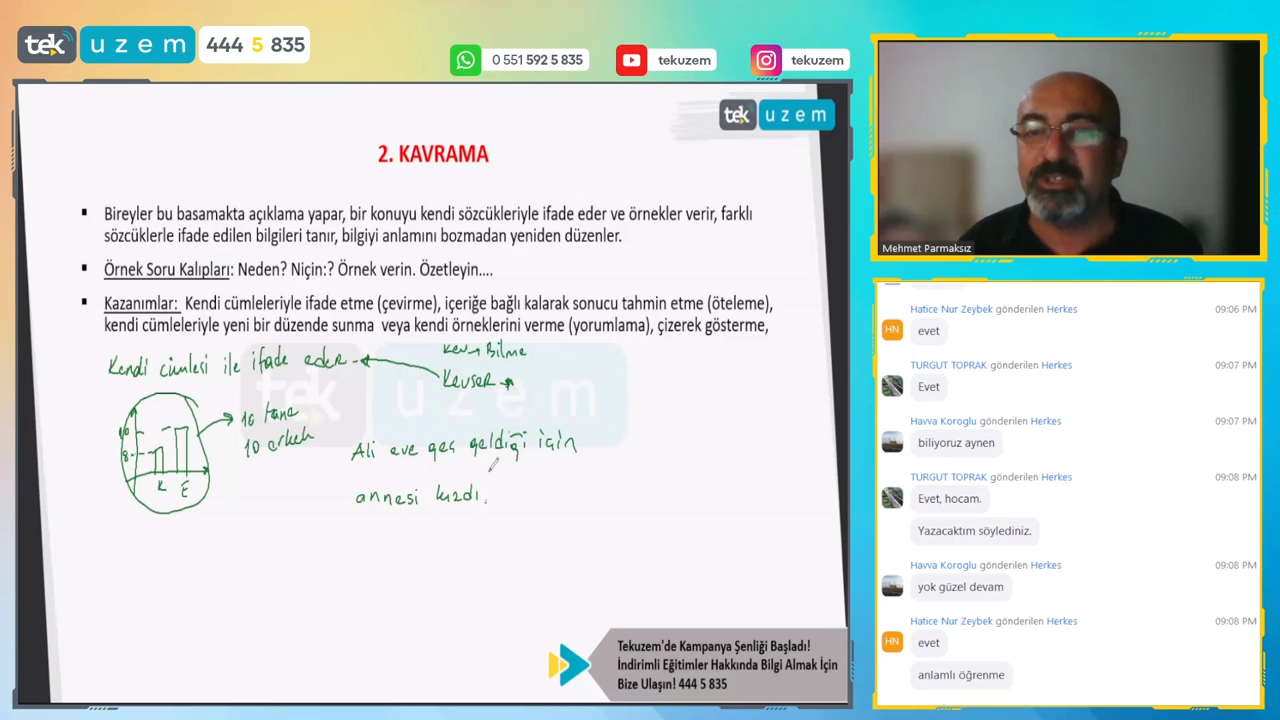 tek uzem 444 5 835
0 551 592 5 835
tekuzem
tekuzem
tek uzem
2. KAVRAMA
Bireyler bu basamakta açıklama yapar, bir konuyu kendi sözcükleriyle ifade eder ve örnekler verir, farklı
sözcüklerle ifade edilen bilgileri tanır, bilgiyi anlamını bozmadan yeniden düzenler.
Örnek Soru Kalıpları: Neden? Niçin:? Örnek verin. Özetleyin....
Kazanımlar: Kendi cümleleriyle ifade etme (çevirme), içeriğe bağlı kalarak sonucu tahmin etme (öteleme),
kendi cümleleriyle yeni bir düzende sunma veya kendi örneklerini verme (yorumlama), çizerek gösterme,
Kendi cümlesi ile ifade eder
Bilme
Kevser
tek uzem
10 erkek
8
K E
Ali eve geç geldiği için
annesi kızdı.
Tekuzem'de Kampanya Şenliği Başladı!
İndirimli Eğitimler Hakkında Bilgi Almak İçin
Bize Ulaşın! 444 5 835
Mehmet Parmaksız
Hatice Nur Zeybek gönderilen Herkes 09:06 PM
HN evet
TURGUT TOPRAK gönderilen Herkes 09:07 PM
Evet
Havva Koroglu gönderilen Herkes 09:07 PM
biliyoruz aynen
TURGUT TOPRAK gönderilen Herkes 09:08 PM
Evet, hocam.
Yazacaktım söylediniz.
Havva Koroglu gönderilen Herkes 09:08 PM
yok güzel devam
Hatice Nur Zeybek gönderilen Herkes 09:08 PM
HN evet
anlamlı öğrenme